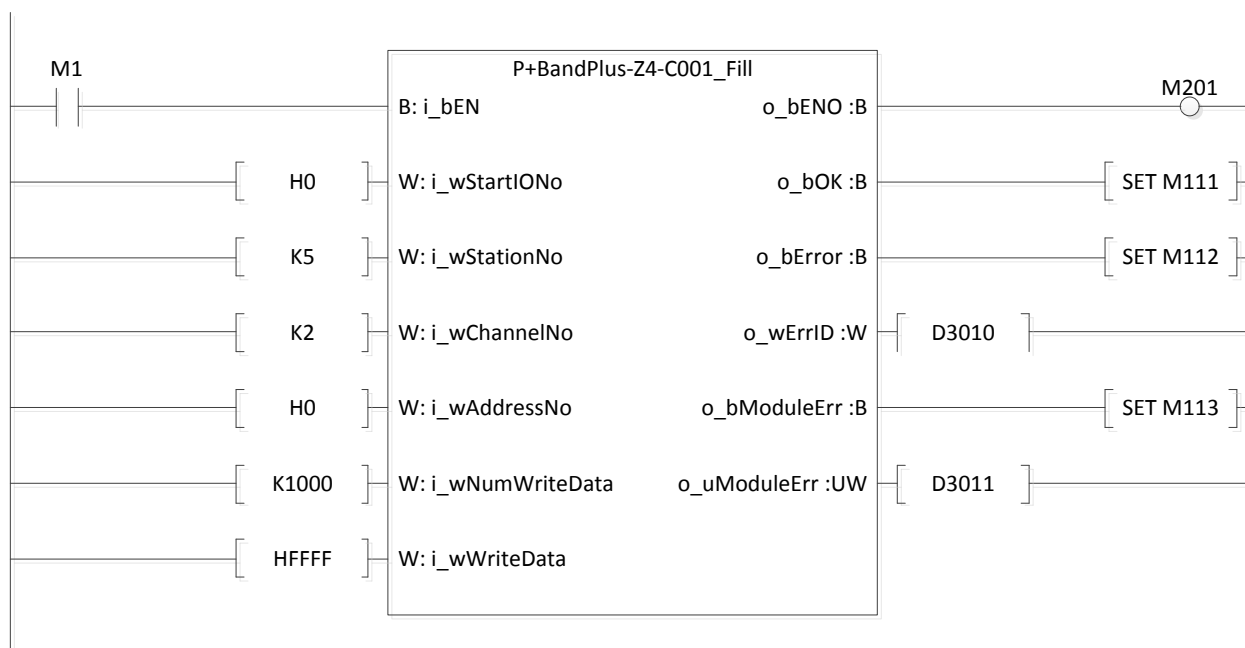 M1
P+BandPlus-Z4-C001_Fill
M201
B: i_bEN
o_bENO :B
H0
W: i_wStartIONo
o_bOK :B
SET M111
K5
W: i_wStationNo
o_bError :B
SET M112
K2
W: i_wChannelNo
o_wErrID :W
D3010
H0
W: i_wAddressNo
o_bModuleErr :B
SET M113
K1000
W: i_wNumWriteData
o_uModuleErr :UW
D3011
HFFFF
W: i_wWriteData